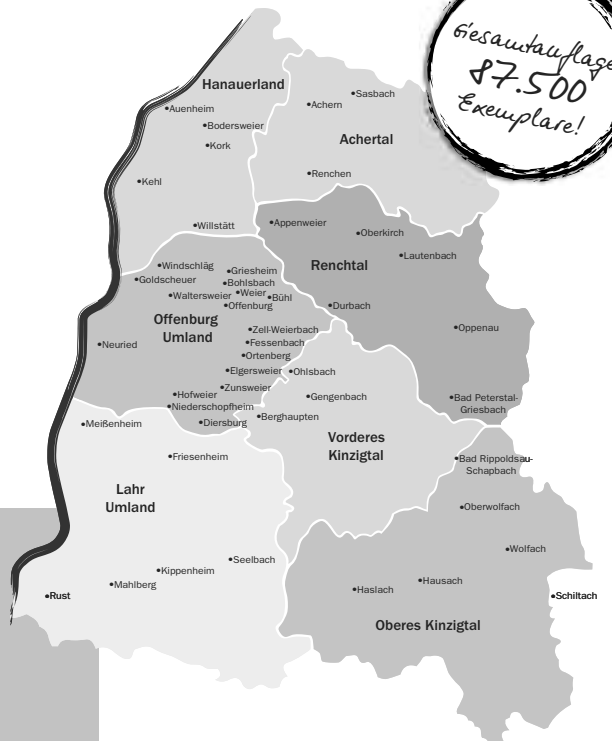 Gesamtauflage
87.500
Exemplare!
Hanauerland
•Auenheim
•Bodersweier
•Kork
•Kehl
•Willstätt
•Sasbach
•Achern
Achertal
•Renchen
•Appenweier
•Oberkirch
•Lautenbach
Renchtal
•Durbach
•Oppenau
•Bad Peterstal-
Griesbach
•Windschläg
•Goldscheuer
•Griesheim
•Bohlsbach
•Waltersweier
•Weier
•Bühl
•Offenburg
Offenburg
Umland
•Neuried
•Zell-Weierbach
•Fessenbach
•Ortenberg
•Elgersweier
•Zunsweier
•Hofweier
•Niederschopfheim
•Diersburg
•Ohlsbach
•Gengenbach
•Berghaupten
Vorderes
Kinzigtal
•Meißenheim
•Friesenheim
Lahr
Umland
•Seelbach
•Kippenheim
•Mahlberg
•Rust
•Bad Rippoldsau-
Schapbach
•Oberwolfach
•Wolfach
•Hausach
•Haslach
•Schiltach
Oberes Kinzigtal